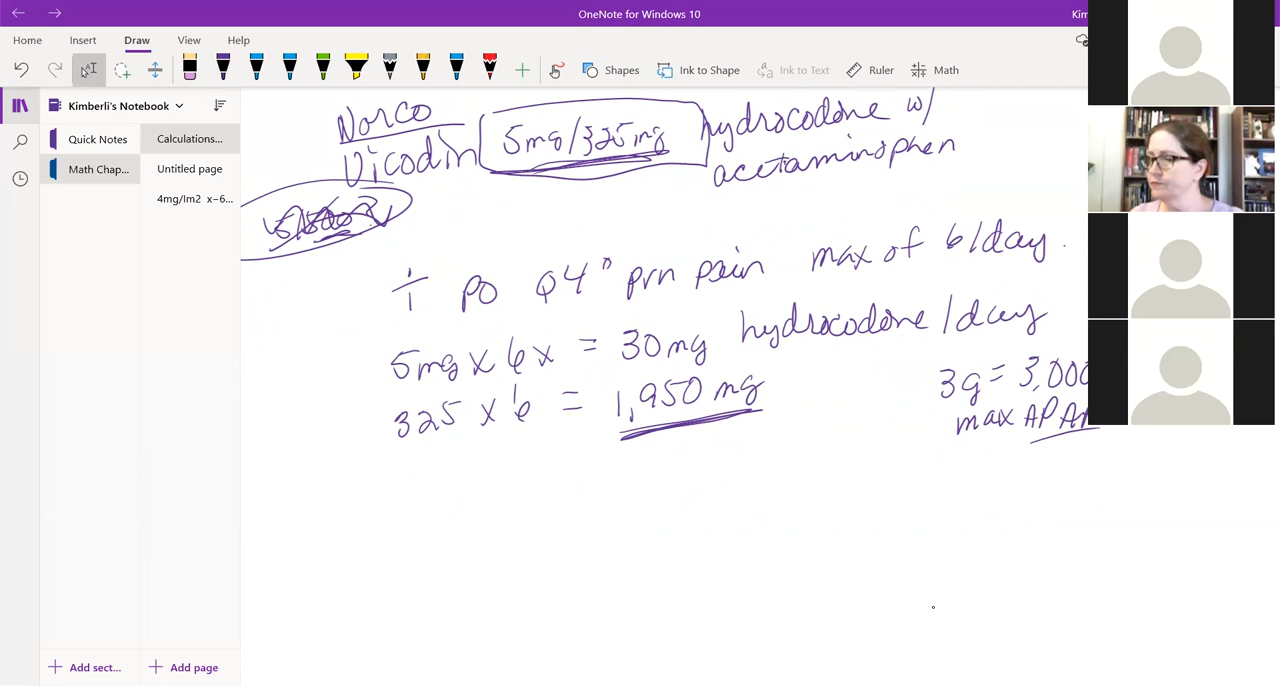 OneNote for Windows 10
Kim
Home Insert Draw View Help
Shapes Ink to Shape Ink to Text Ruler Math
Kimberli's Notebook
Quick Notes
Math Chap...
Calculations...
Untitled page
4mg/lm2 x-6...
Add sect...
Add page
Norco
Vicodin 5mg/325mg hydrocodone w/
acetaminophen
po Q4° prn pain max of 6/day.
5mg x 6x = 30mg hydrocodone/day
325 x 6 = 1,950 mg
3g = 3,000
max APAP